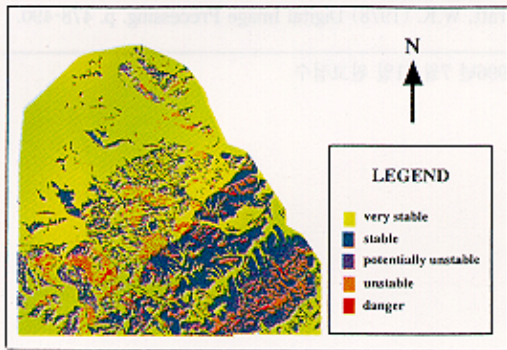 N
LEGEND
very stable
stable
potentially unstable
unstable
danger